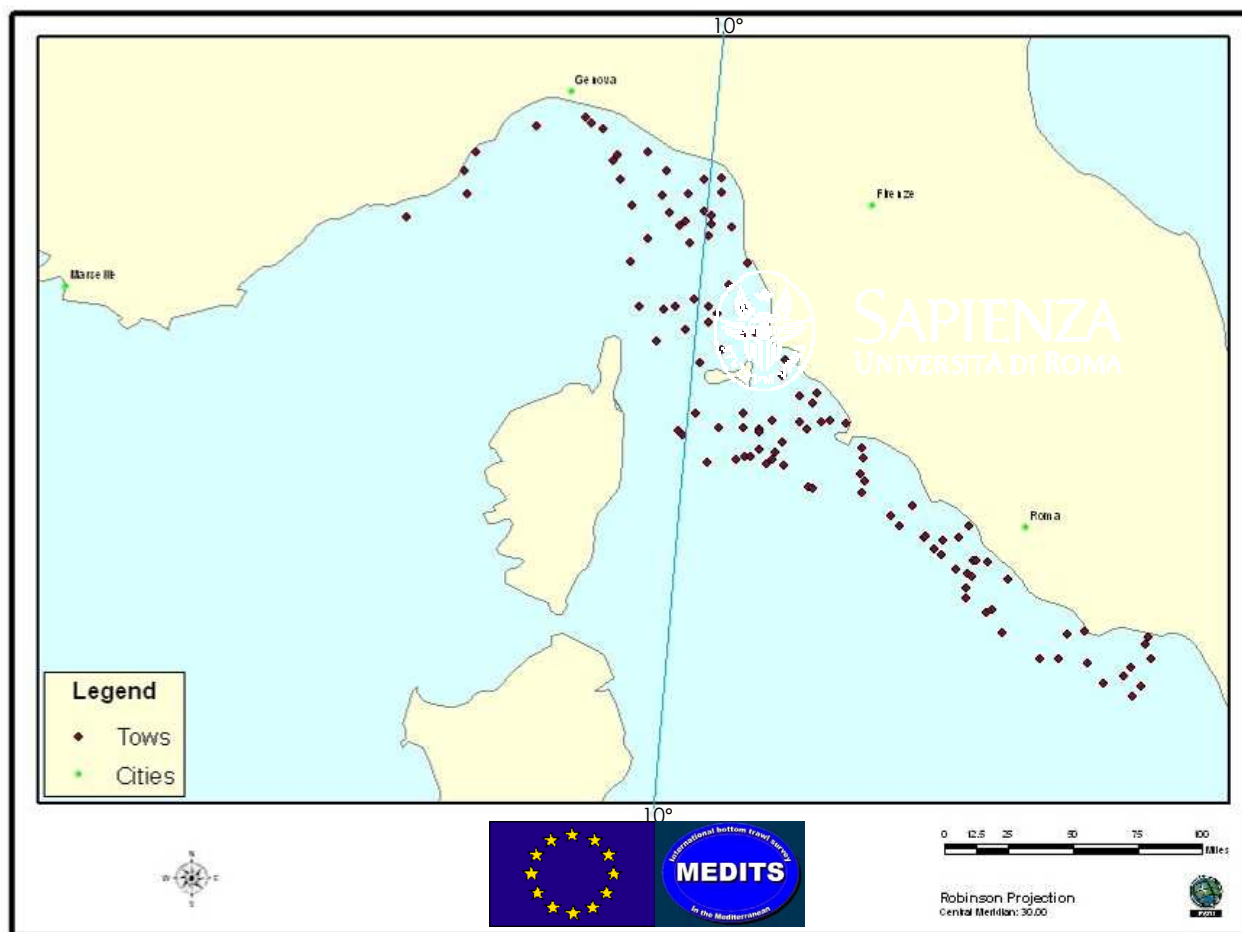 10°
Genova
Firenze
Marseille
SAPIENZA
UNIVERSITÀ DI ROMA
Roma
Legend
Tows
Cities
10°
N
W
E
S
International bottom trawl survey
MEDITS
in the Mediterranean
0 12.5 25 50 75 100
Miles
Robinson Projection
Central Meridian: 30.00